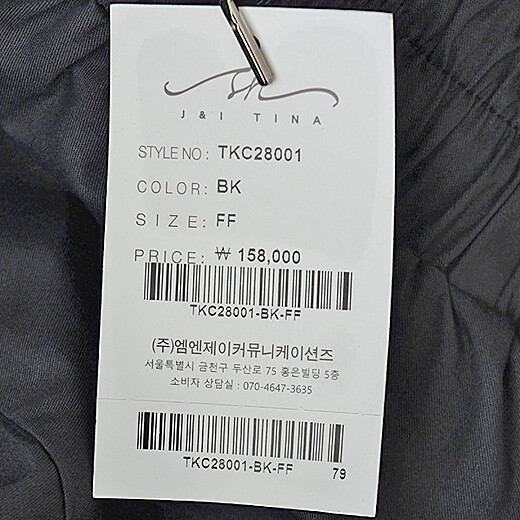 J & I TINA
STYLE NO : TKC28001
COLOR: BK
SIZE: FF
PRICE: ₩ 158,000
TKC28001-BK-FF
(주)엠엔제이커뮤니케이션즈
서울특별시 금천구 두산로 75 홍은빌딩 5층
소비자 상담실 : 070-4647-3635
TKC28001-BK-FF 79